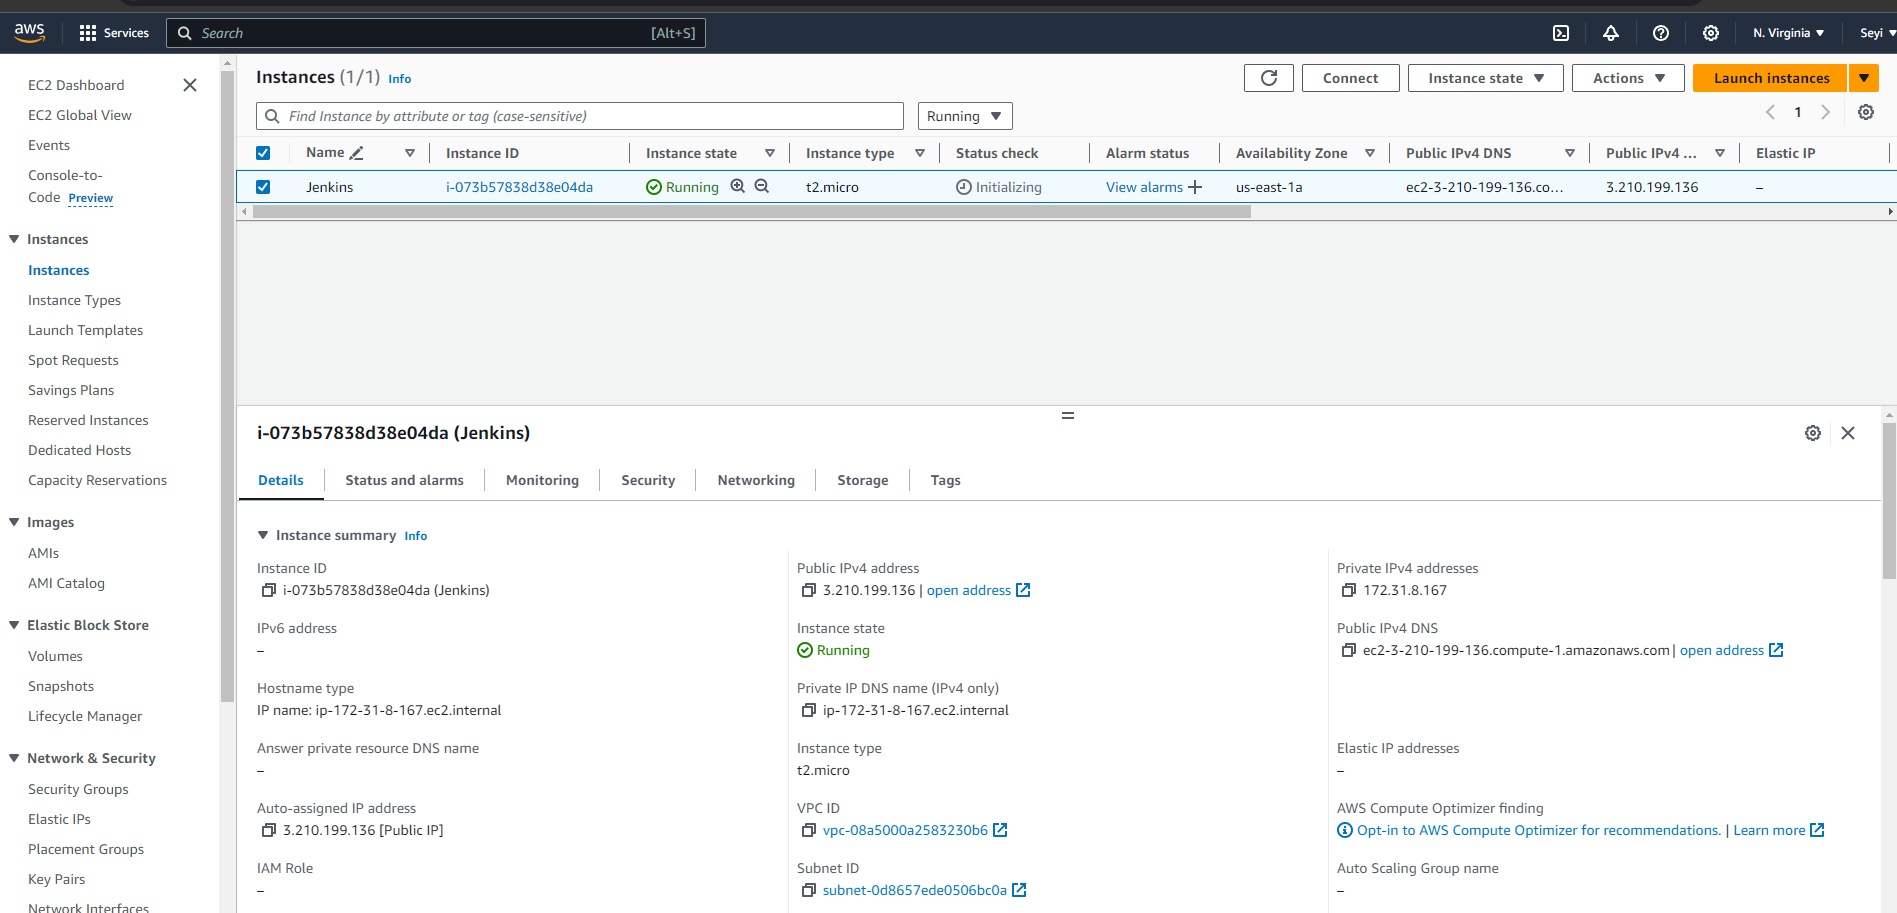 aws Services Search [Alt+S] N. Virginia Seyi
EC2 Dashboard
EC2 Global View
Events
Console-to-
Code Preview
Instances
Instances
Instance Types
Launch Templates
Spot Requests
Savings Plans
Reserved Instances
Dedicated Hosts
Capacity Reservations
Images
AMIs
AMI Catalog
Elastic Block Store
Volumes
Snapshots
Lifecycle Manager
Network & Security
Security Groups
Elastic IPs
Placement Groups
Key Pairs
Network Interfaces
Instances (1/1) Info Connect Instance state Actions Launch instances
Find Instance by attribute or tag (case-sensitive) Running 1
Name Instance ID Instance state Instance type Status check Alarm status Availability Zone Public IPv4 DNS Public IPv4 ... Elastic IP
Jenkins i-073b57838d38e04da Running t2.micro Initializing View alarms us-east-1a ec2-3-210-199-136.co... 3.210.199.136 –
i-073b57838d38e04da (Jenkins)
Details Status and alarms Monitoring Security Networking Storage Tags
Instance summary Info
Instance ID
i-073b57838d38e04da (Jenkins)
IPv6 address
–
Hostname type
IP name: ip-172-31-8-167.ec2.internal
Answer private resource DNS name
–
Auto-assigned IP address
3.210.199.136 [Public IP]
IAM Role
–
Public IPv4 address
3.210.199.136 | open address
Instance state
Running
Private IP DNS name (IPv4 only)
ip-172-31-8-167.ec2.internal
Instance type
t2.micro
VPC ID
vpc-08a5000a2583230b6
Subnet ID
subnet-0d8657ede0506bc0a
Private IPv4 addresses
172.31.8.167
Public IPv4 DNS
ec2-3-210-199-136.compute-1.amazonaws.com | open address
Elastic IP addresses
–
AWS Compute Optimizer finding
Opt-in to AWS Compute Optimizer for recommendations. | Learn more
Auto Scaling Group name
–